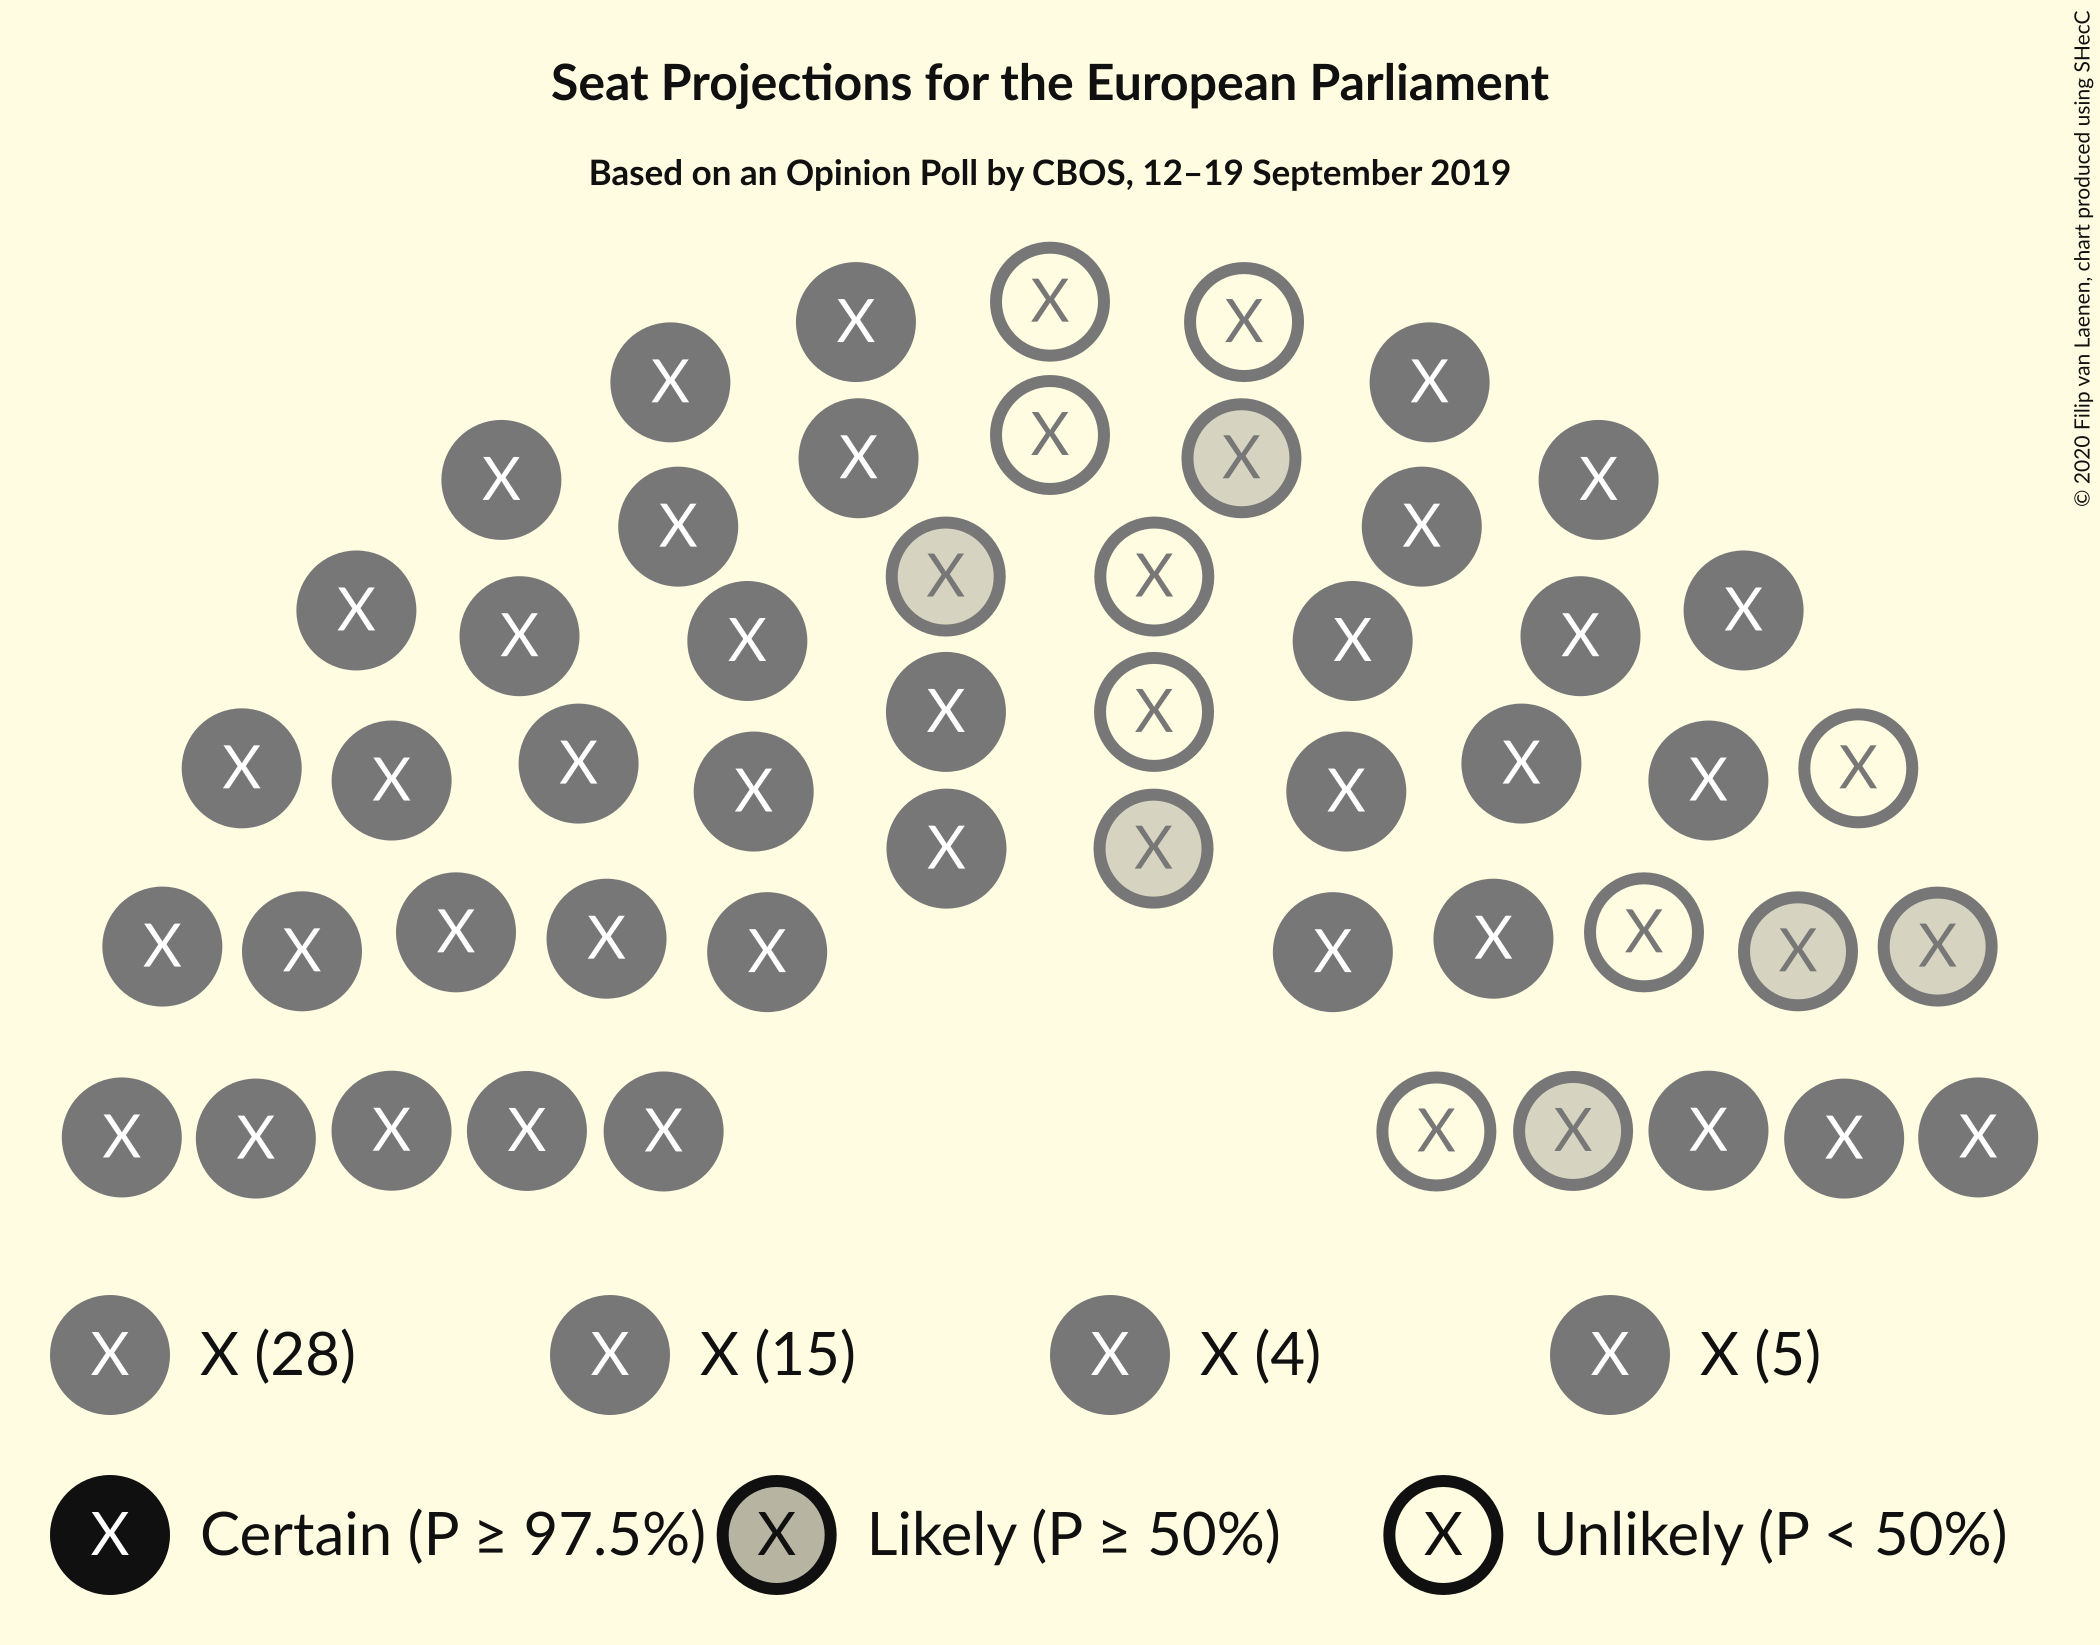 Seat Projections for the European Parliament
Based on an Opinion Poll by CBOS, 12–19 September 2019
© 2020 Filip van Laenen, chart produced using SHecC
X
X X
X X
X
X X
X X
X X
X X
X X
X X
X X
X X
X X
X X
X X
X X X X
X X
X X X X X X X X X X
X X X X X X X X X X
X X (28) X X (15) X X (4) X X (5)
X Certain (P ≥ 97.5%) X Likely (P ≥ 50%) X Unlikely (P < 50%)